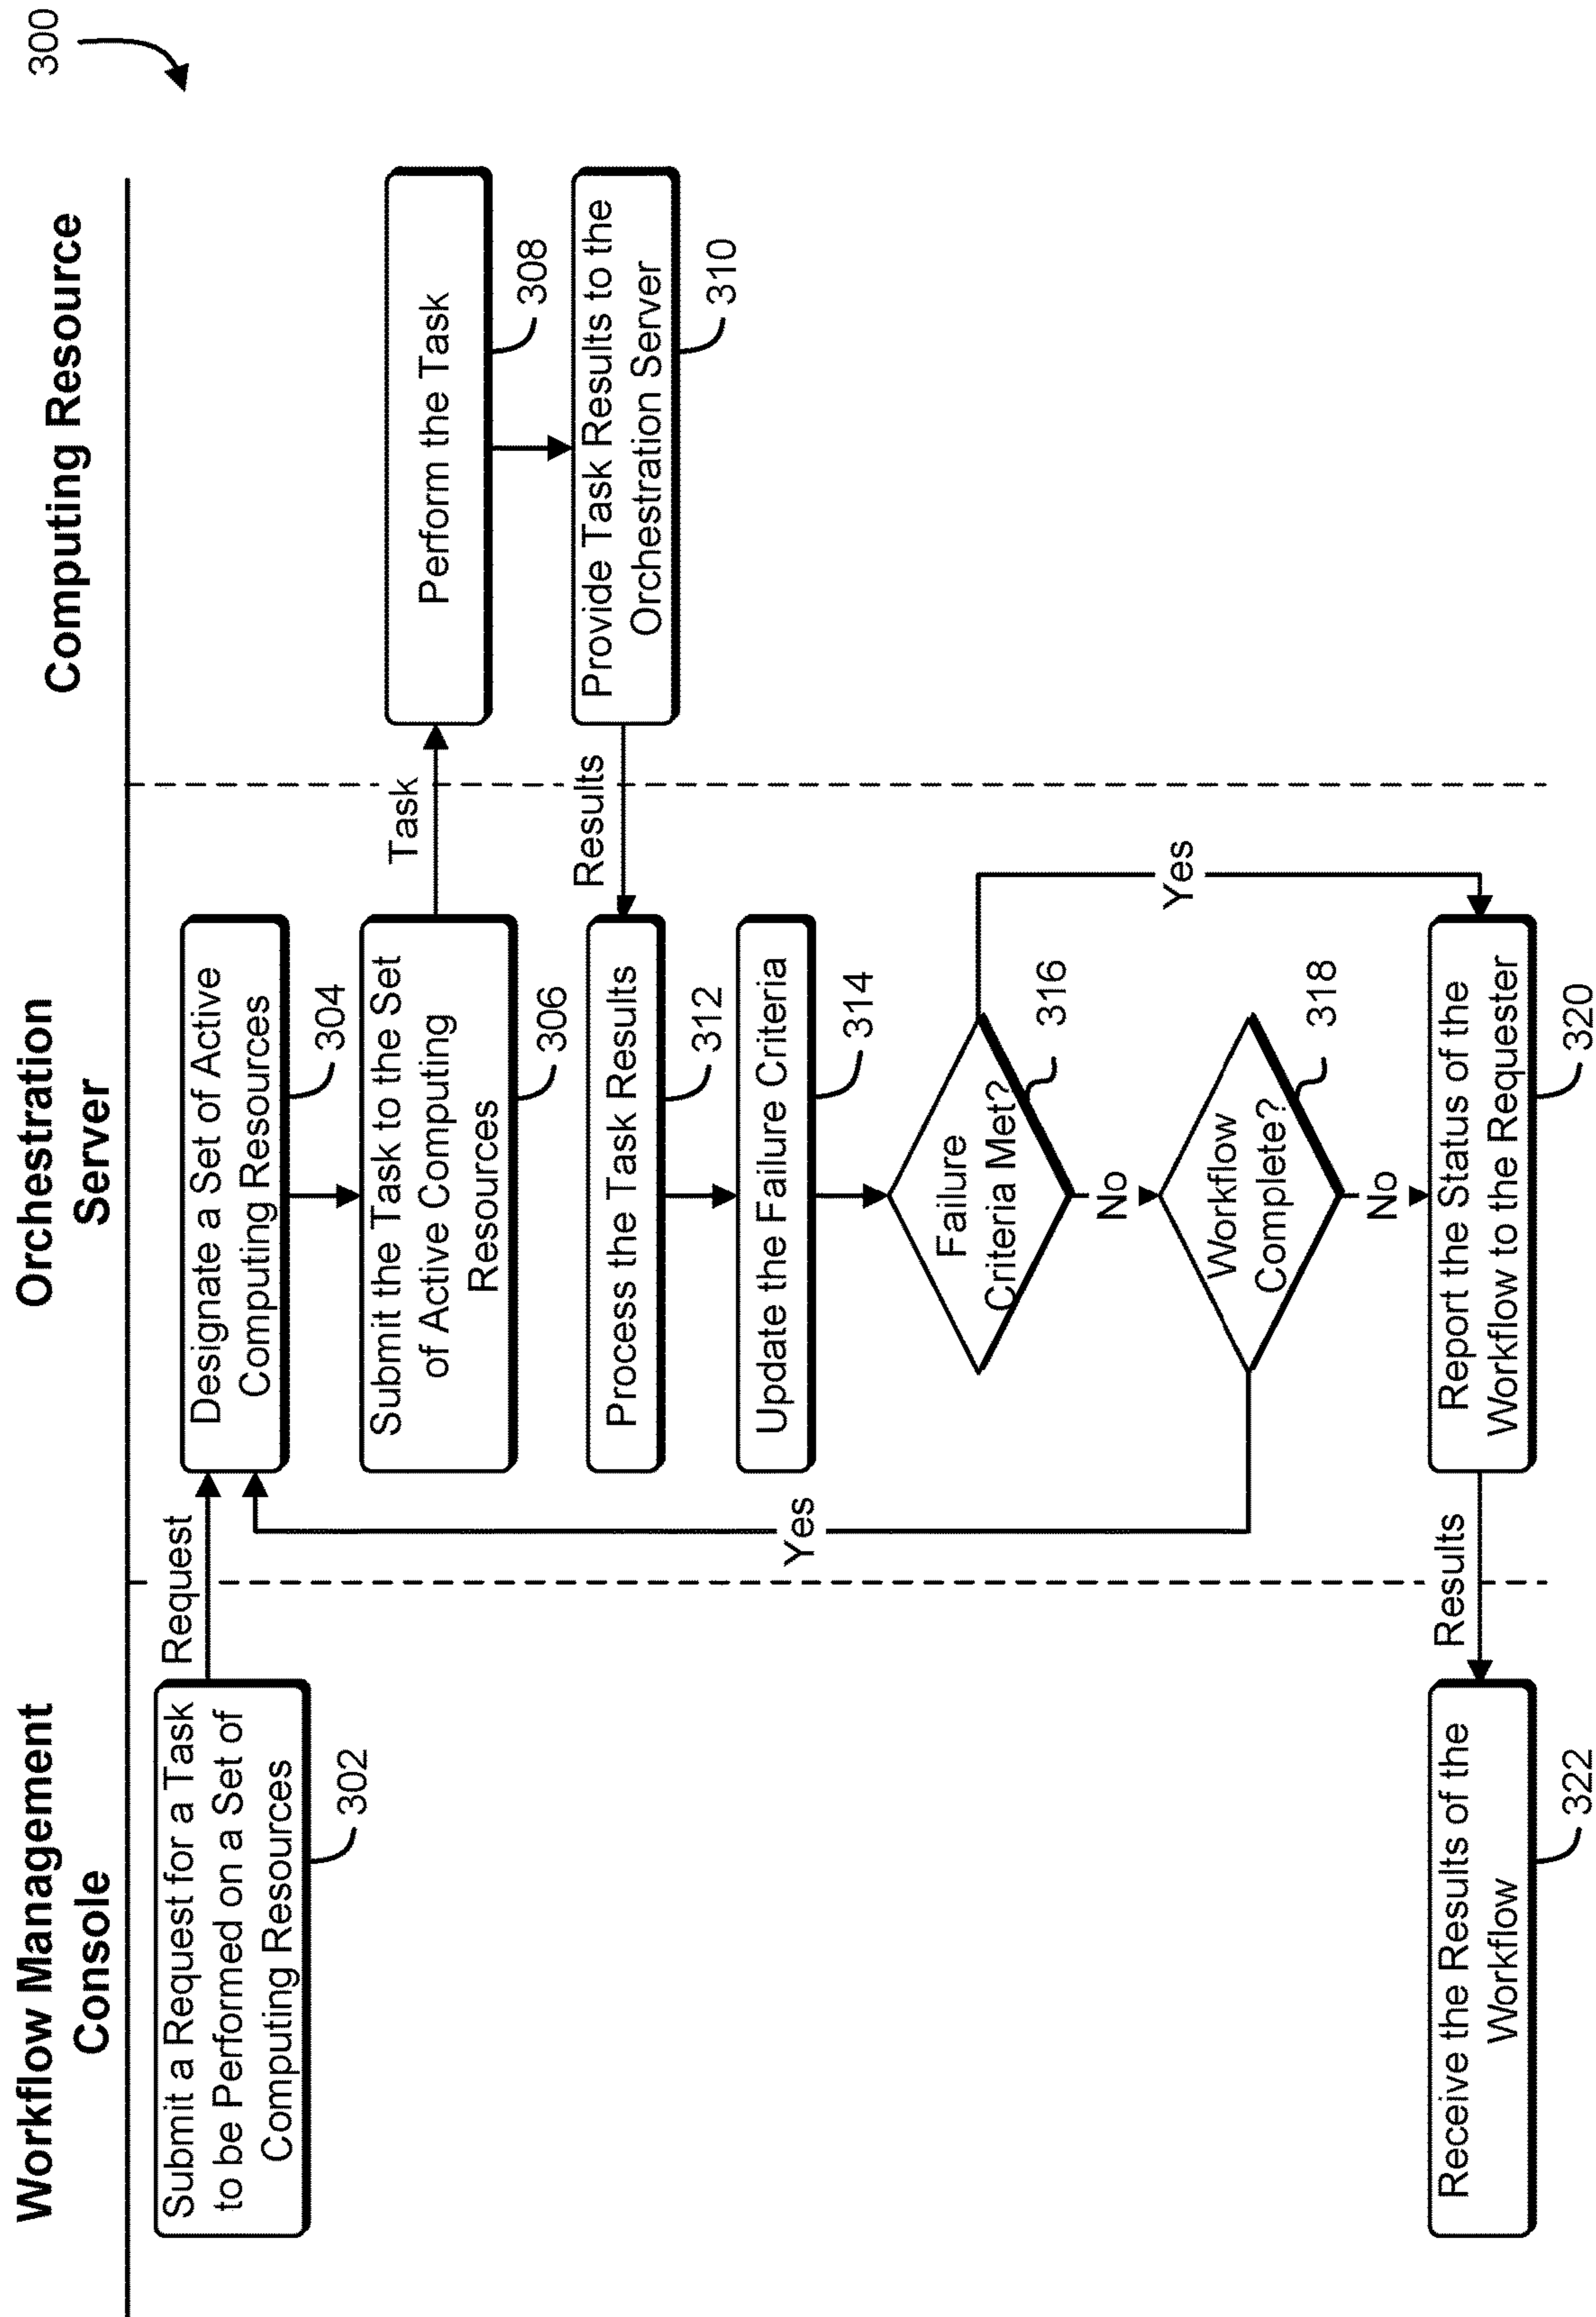 300
Workflow Management
Console
Orchestration
Server
Computing Resource
Submit a Request for a Task
to be Performed on a Set of
Computing Resources
302
Request
Designate a Set of Active
Computing Resources
304
Submit the Task to the Set
of Active Computing
Resources
306
Task
Perform the Task
308
Provide Task Results to the
Orchestration Server
310
Results
Process the Task Results
312
Update the Failure Criteria
314
Failure
Criteria Met?
316
Yes
No
Workflow
Complete?
318
Yes
No
Report the Status of the
Workflow to the Requester
320
Results
Receive the Results of the
Workflow
322